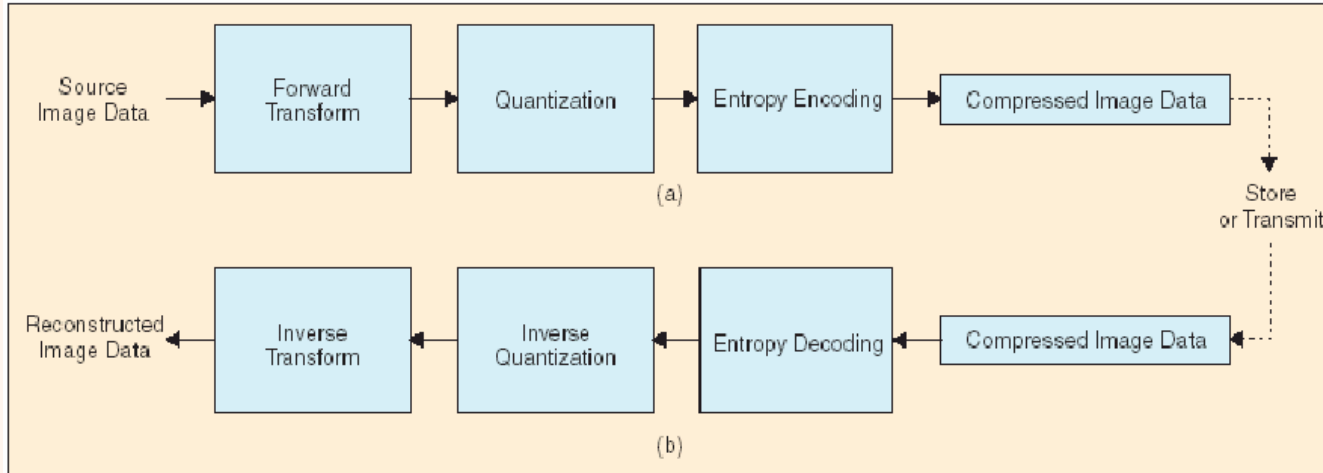 Source
Image Data
Forward
Transform
Quantization
Entropy Encoding
Compressed Image Data
(a)
Store
or Transmit
Reconstructed
Image Data
Inverse
Transform
Inverse
Quantization
Entropy Decoding
Compressed Image Data
(b)